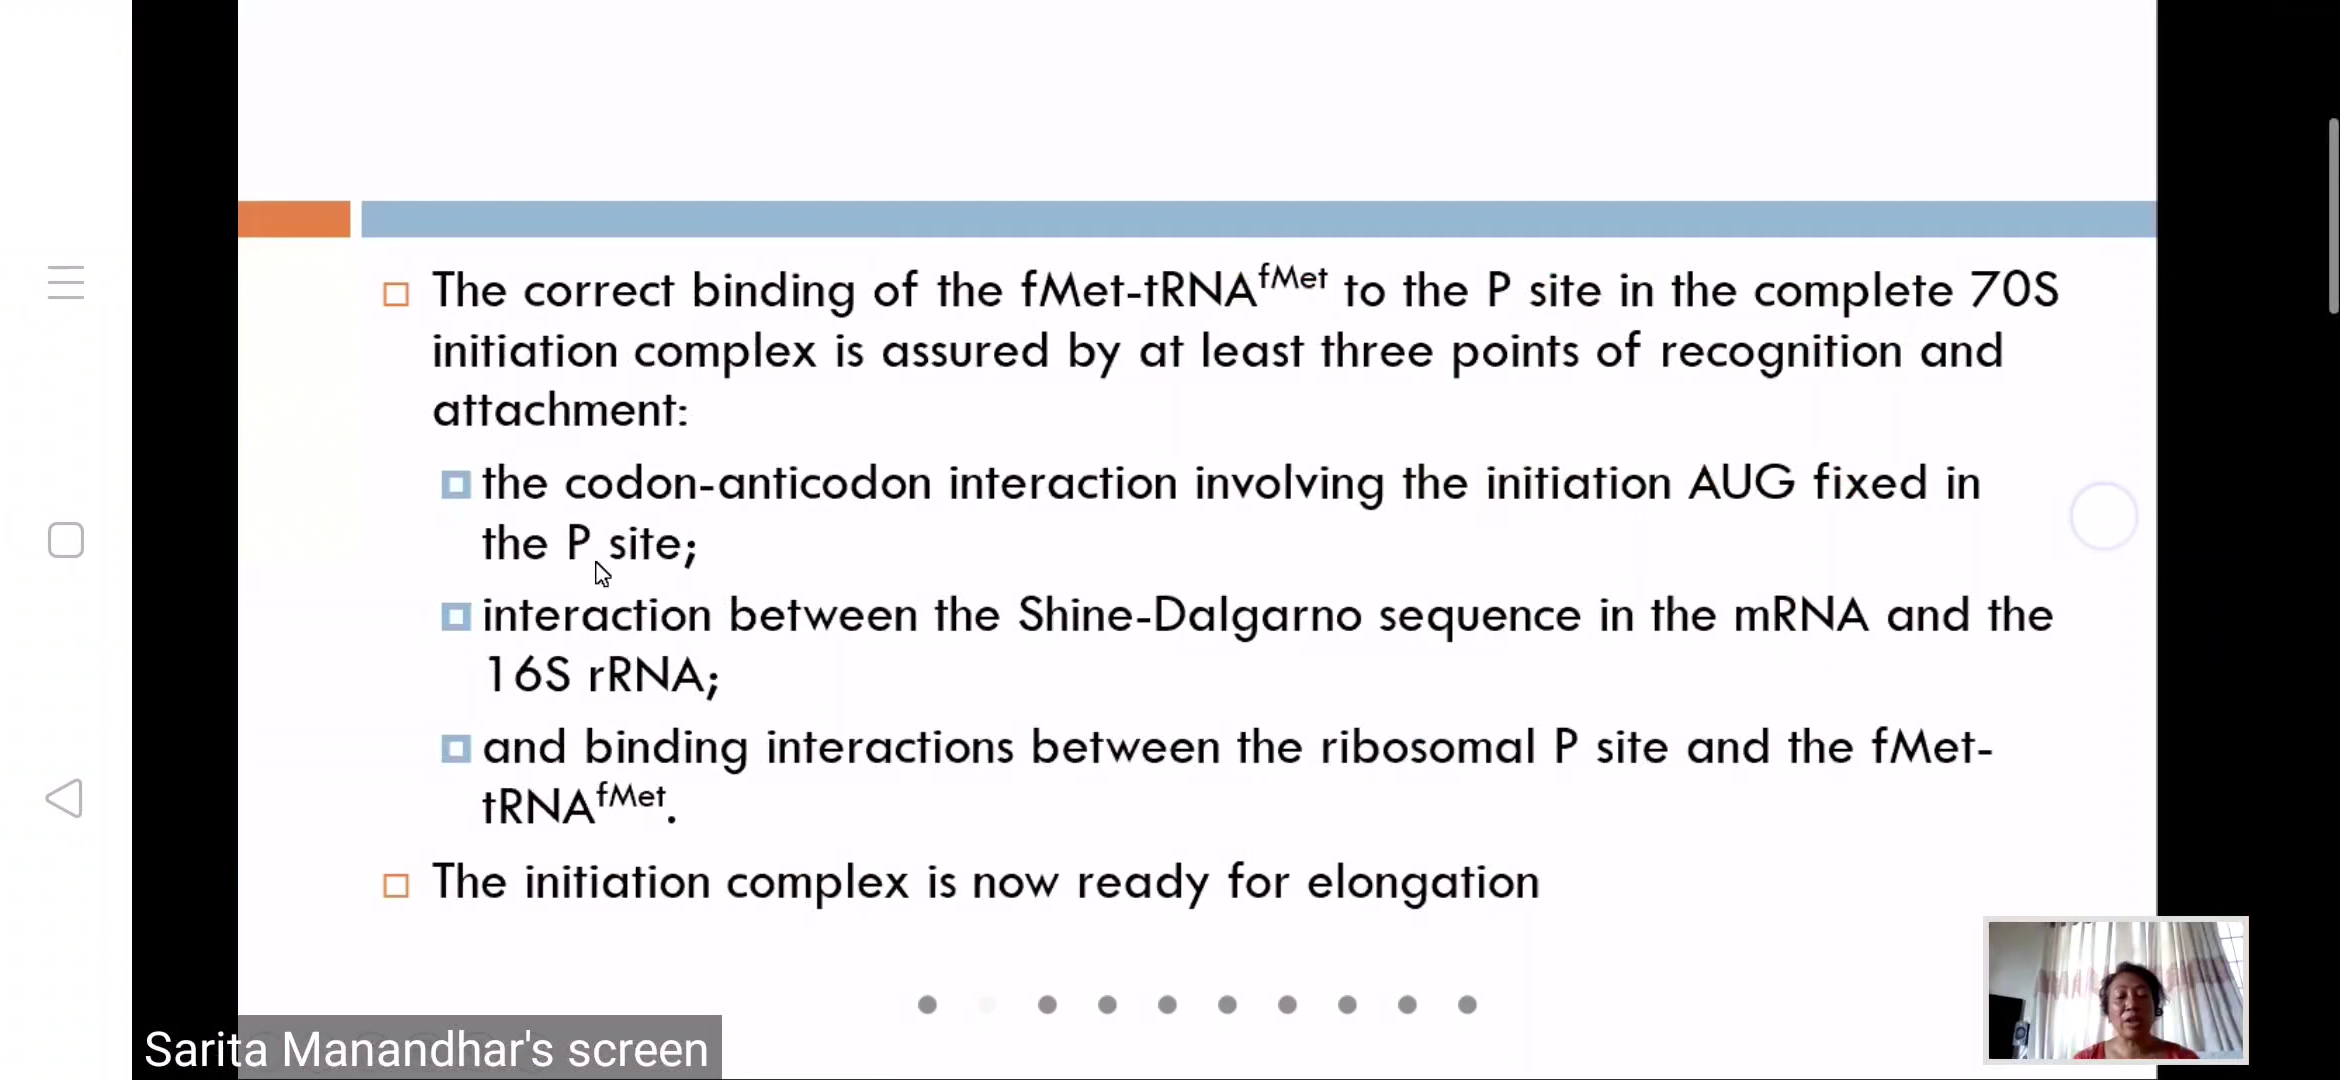 The correct binding of the fMet-tRNAfMet to the P site in the complete 70S
initiation complex is assured by at least three points of recognition and
attachment:
the codon-anticodon interaction involving the initiation AUG fixed in
the P site;
interaction between the Shine-Dalgarno sequence in the mRNA and the
16S rRNA;
and binding interactions between the ribosomal P site and the fMet-
tRNAfMet.
The initiation complex is now ready for elongation
Sarita Manandhar's screen